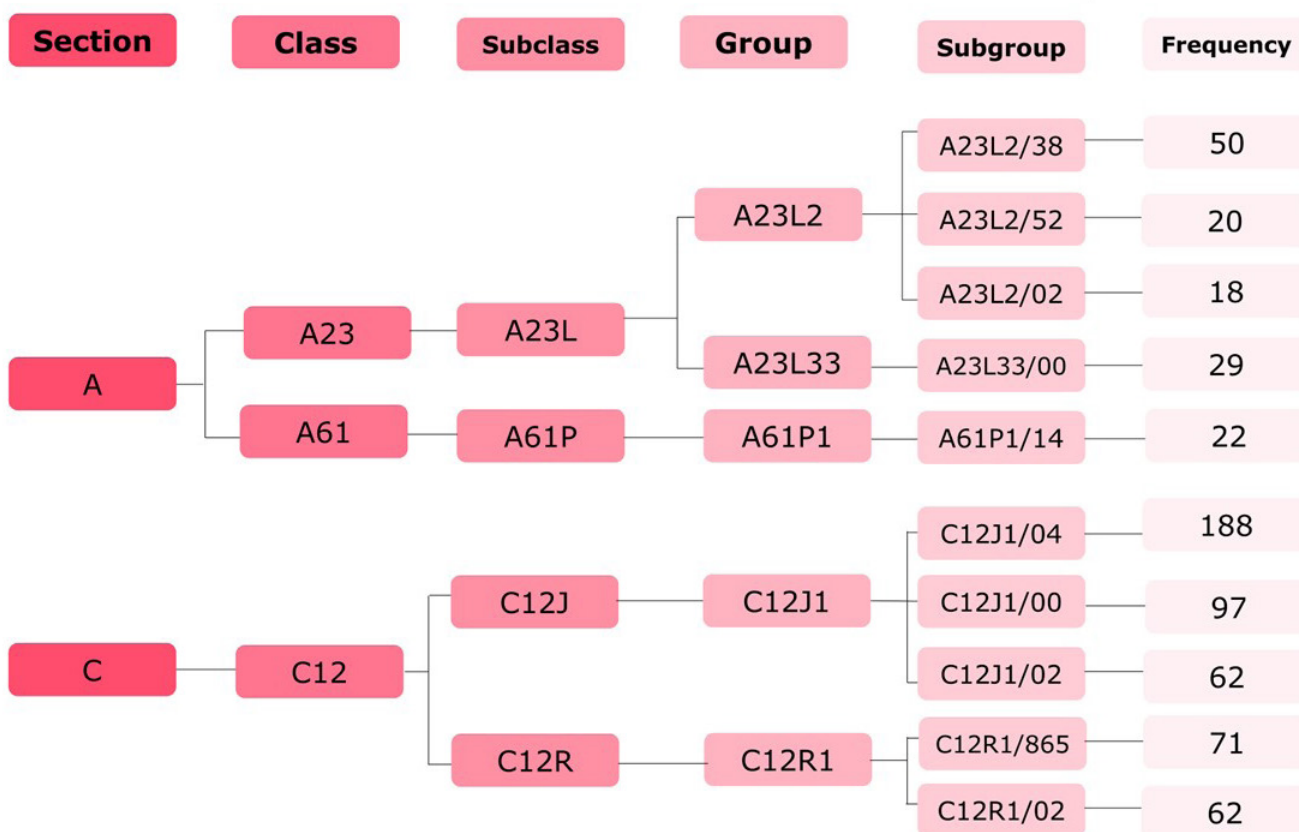 Section Class Subclass Group Subgroup Frequency
A23L2/38 50
A23L2
A23L2/52 20
A23L2/02 18
A23 A23L
A23L33 A23L33/00 29
A
A61 A61P A61P1 A61P1/14 22
C12J1/04 188
C12J C12J1 C12J1/00 97
C C12
C12J1/02 62
C12R1/865 71
C12R C12R1
C12R1/02 62